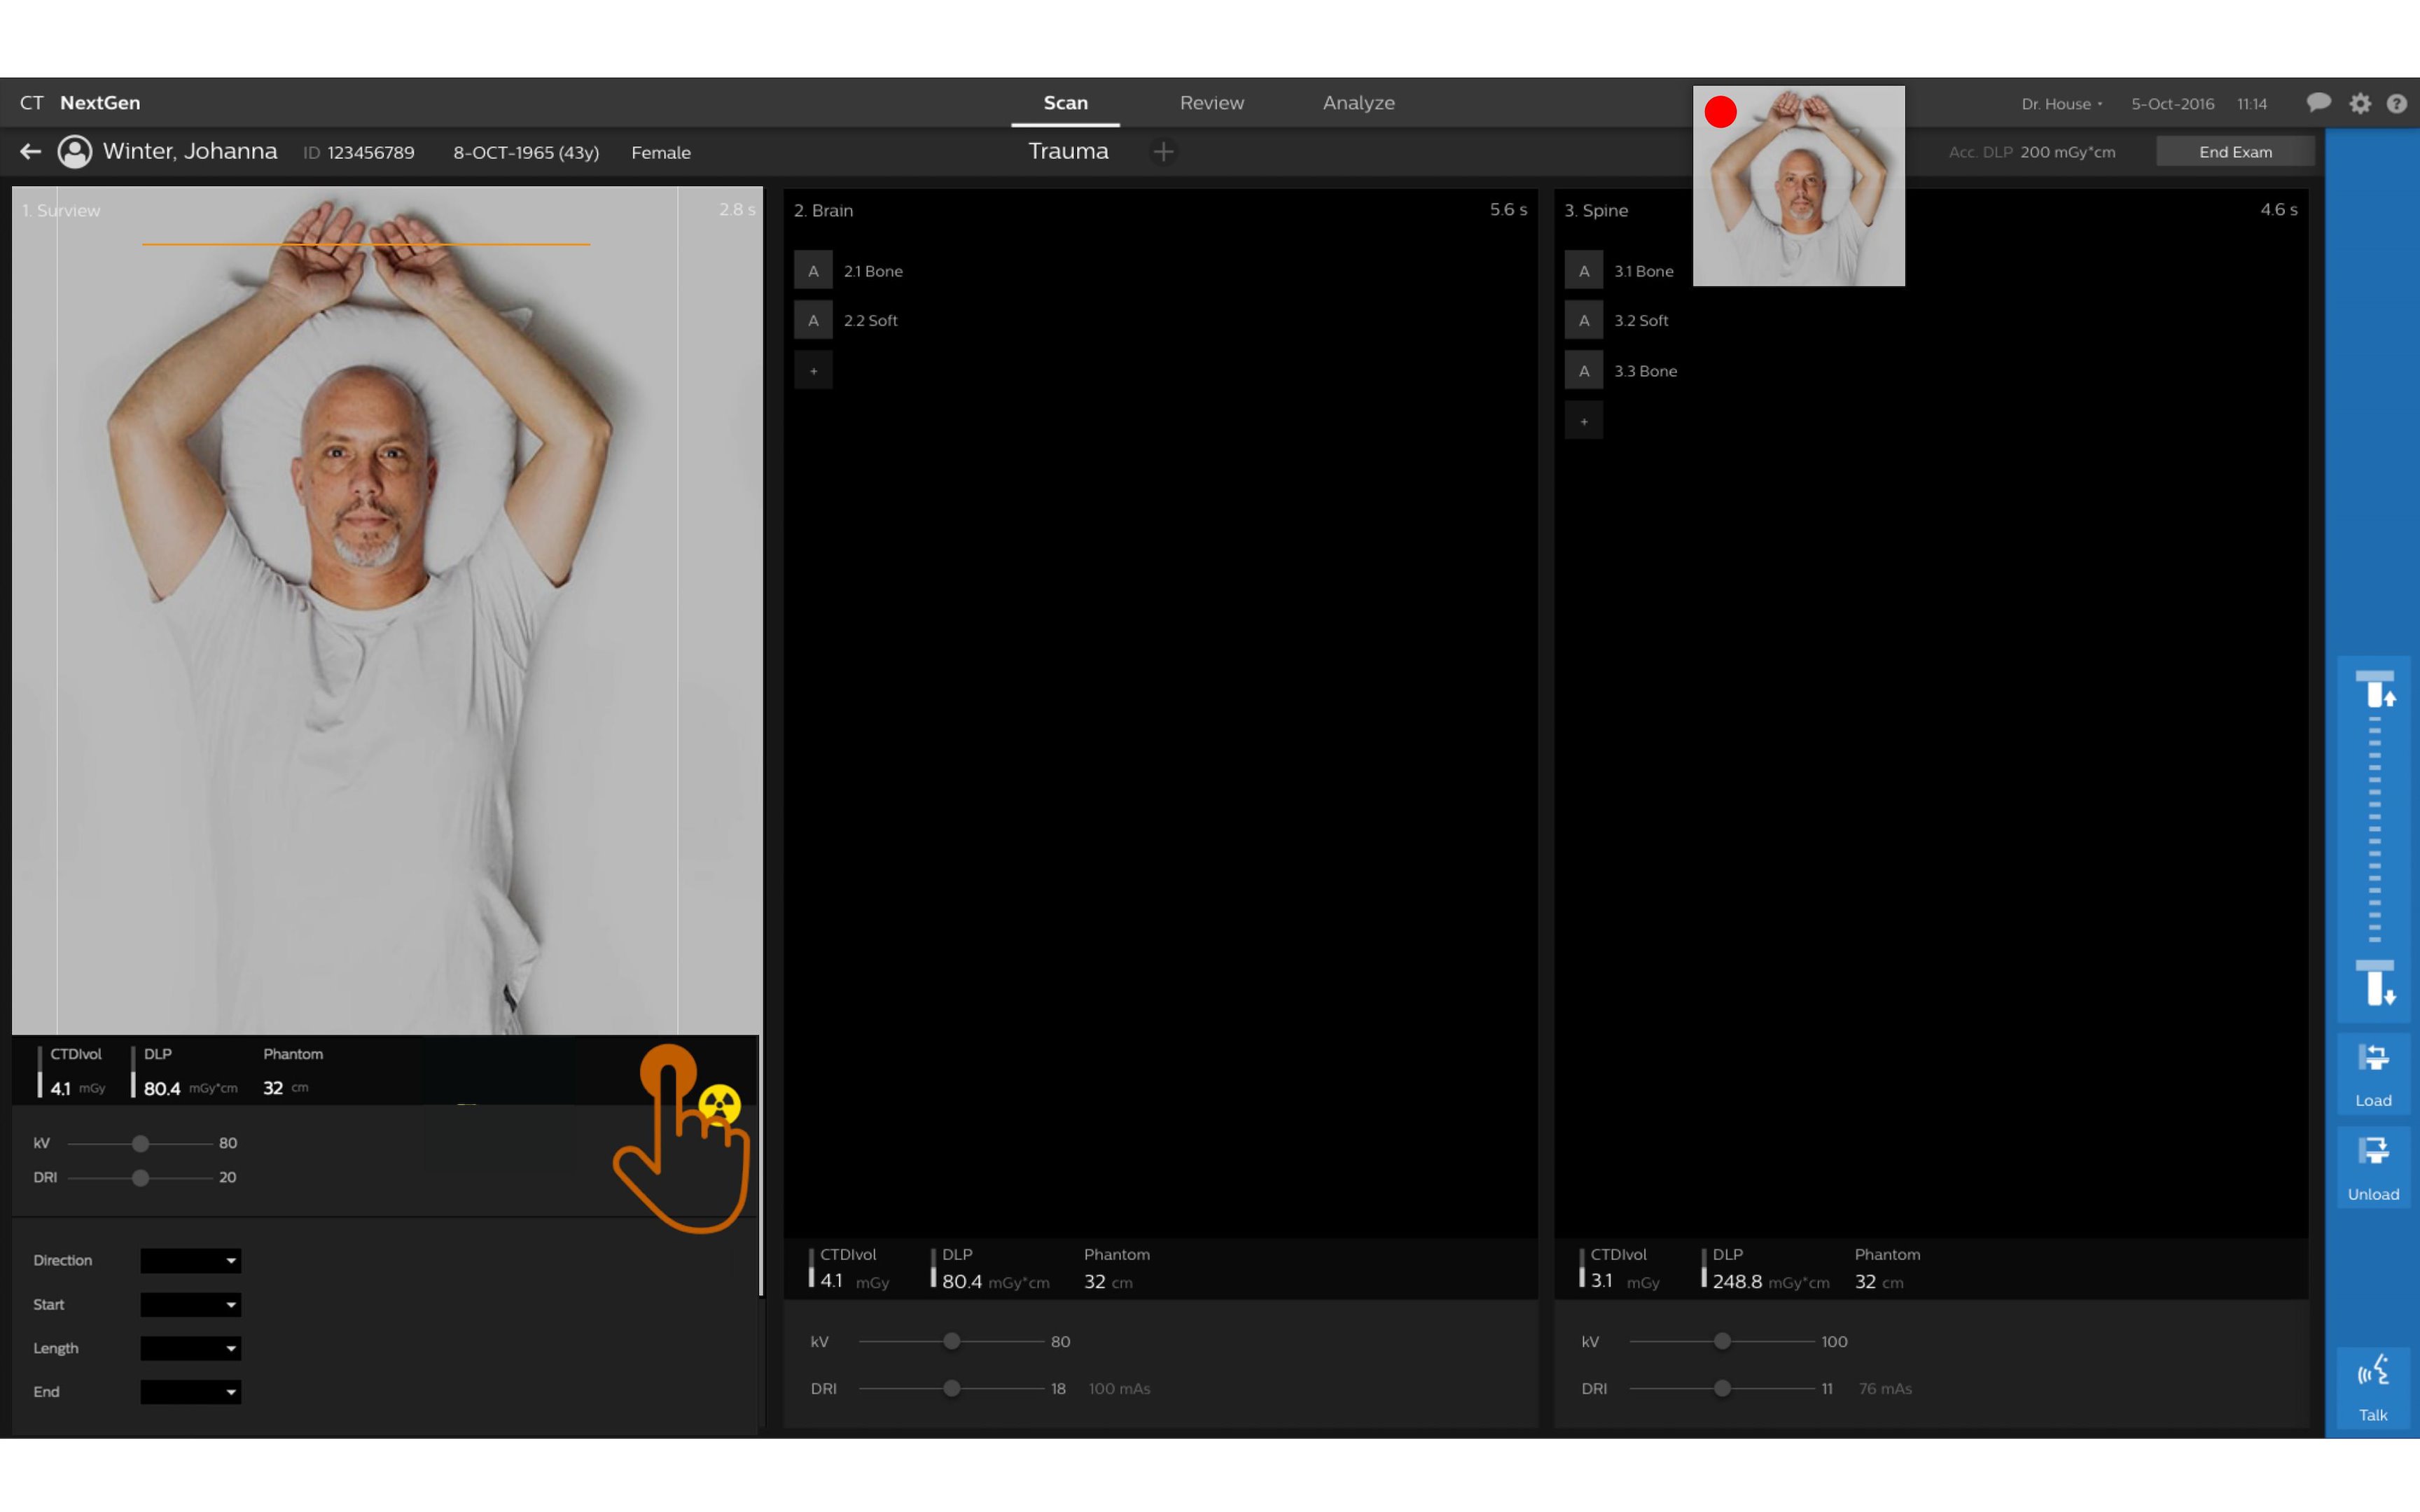 CT NextGen Scan Review Analyze Dr. House 5-Oct-2016 11:14 ?
Winter, Johanna ID 123456789 8-OCT-1965 (43y) Female Trauma + Acc. DLP 200 mGy*cm End Exam
1. Surview 2.8 s
2. Brain 5.6 s
A 2.1 Bone
A 2.2 Soft
+
3. Spine 4.6 s
A 3.1 Bone
A 3.2 Soft
A 3.3 Bone
+
CTDIvol DLP Phantom
4.1 mGy 80.4 mGy*cm 32 cm
kV 80
DRI 20
Direction
Start
Length
End
CTDIvol DLP Phantom
4.1 mGy 80.4 mGy*cm 32 cm
kV 80
DRI 18 100 mAs
CTDIvol DLP Phantom
3.1 mGy 248.8 mGy*cm 32 cm
kV 100
DRI 11 76 mAs
Load
Unload
Talk